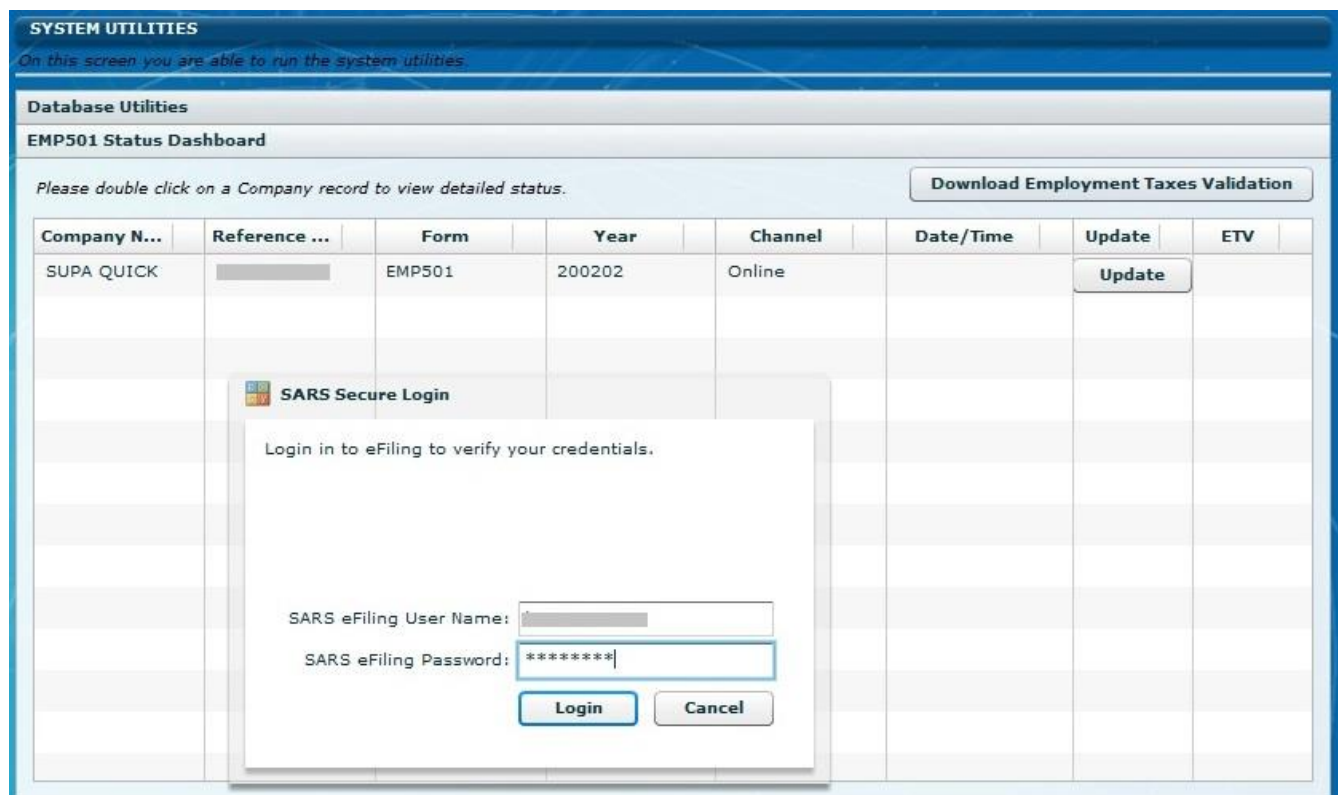 SYSTEM UTILITIES
On this screen you are able to run the system utilities.
Database Utilities
EMP501 Status Dashboard
Please double click on a Company record to view detailed status.
Download Employment Taxes Validation
Company N... Reference ... Form Year Channel Date/Time Update ETV
SUPA QUICK EMP501 200202 Online Update
SARS Secure Login
Login in to eFiling to verify your credentials.
SARS eFiling User Name:
SARS eFiling Password: ********
Login Cancel